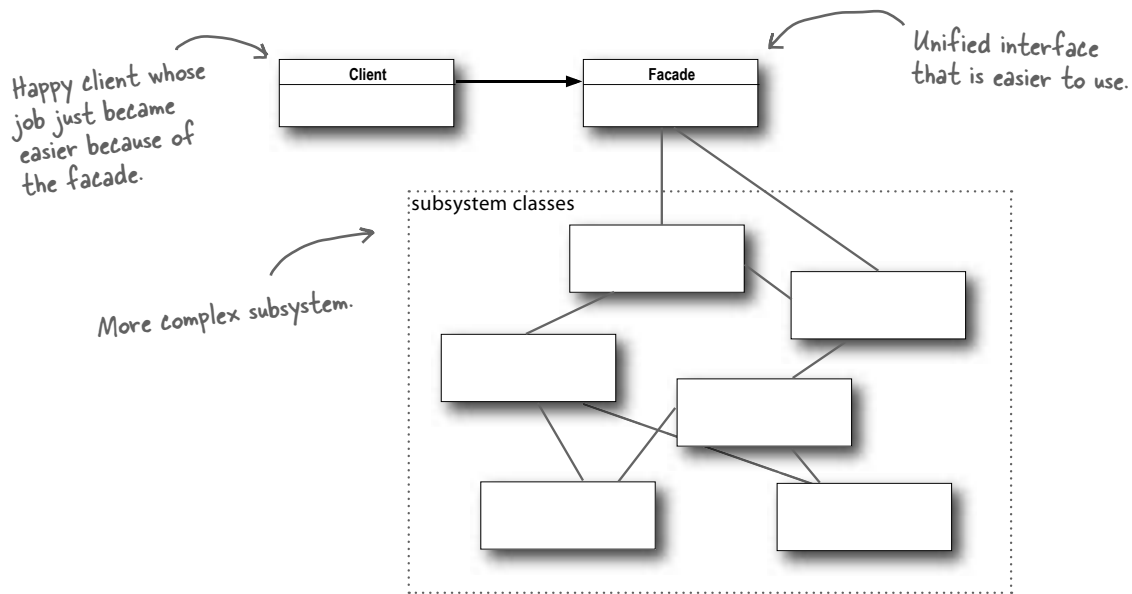 Client
Facade
Unified interface
that is easier to use.
Happy client whose
job just became
easier because of
the facade.
subsystem classes
More complex subsystem.